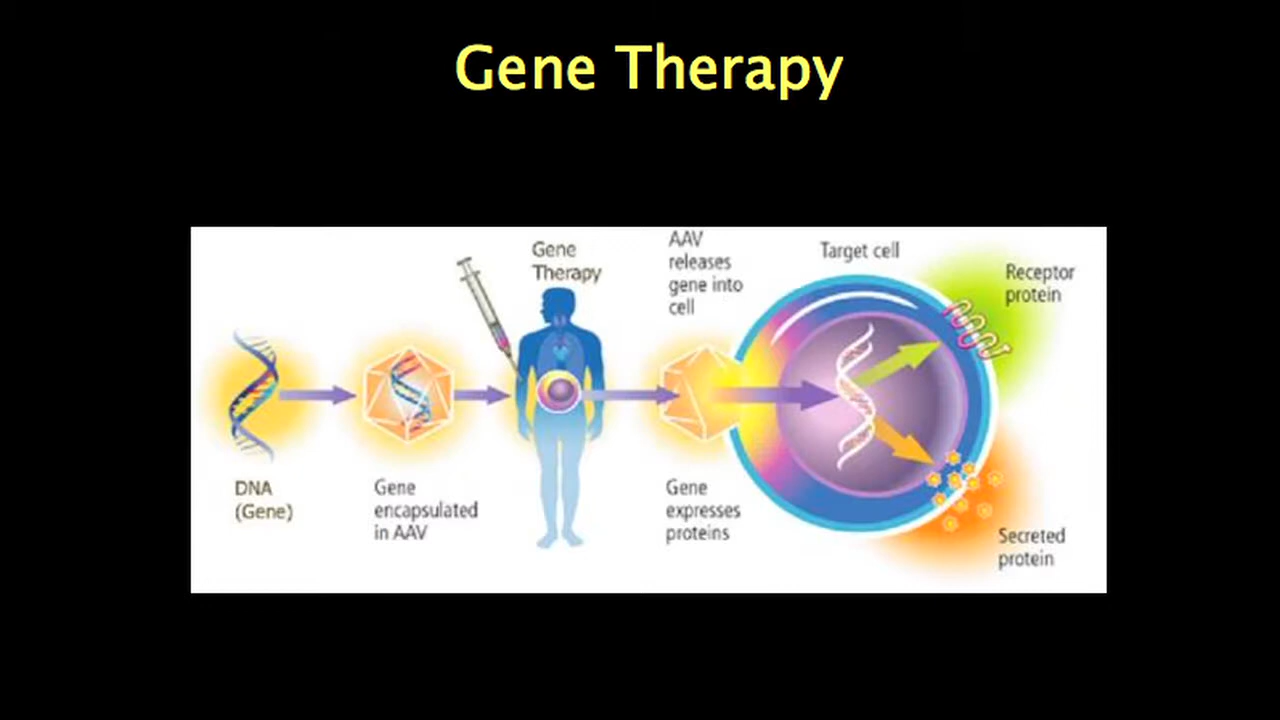 Gene Therapy
Gene
Therapy
AAV
releases
gene into
cell
Target cell
Receptor
protein
DNA
(Gene)
Gene
encapsulated
in AAV
Gene
expresses
proteins
Secreted
protein